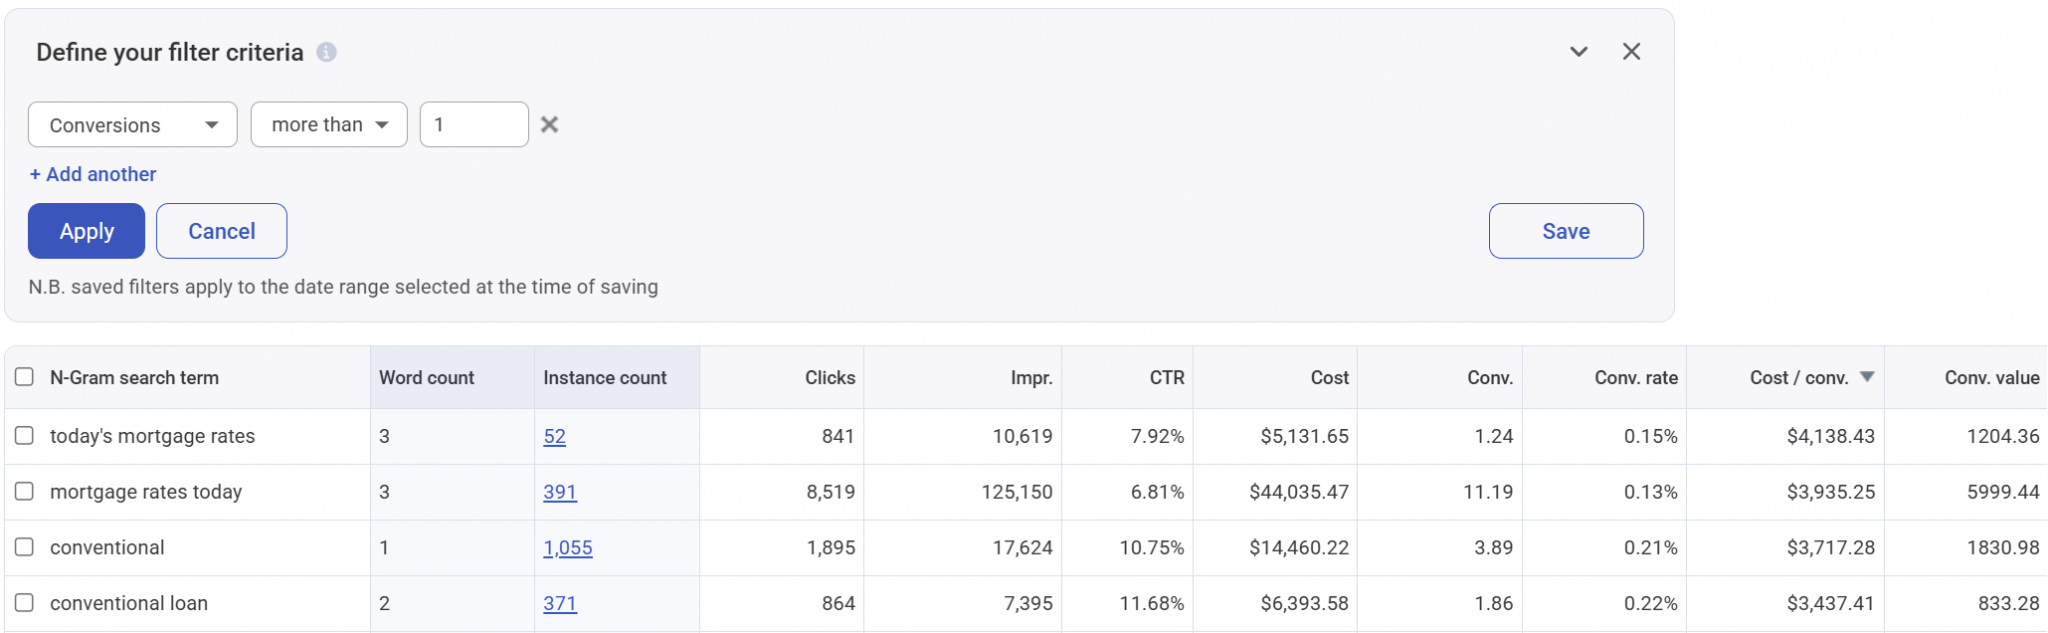 Define your filter criteria
Conversions more than 1
+ Add another
Apply Cancel Save
N.B. saved filters apply to the date range selected at the time of saving
N-Gram search term Word count Instance count Clicks Impr. CTR Cost Conv. Conv. rate Cost / conv. Conv. value
today's mortgage rates 3 52 841 10,619 7.92% $5,131.65 1.24 0.15% $4,138.43 1204.36
mortgage rates today 3 391 8,519 125,150 6.81% $44,035.47 11.19 0.13% $3,935.25 5999.44
conventional 1 1,055 1,895 17,624 10.75% $14,460.22 3.89 0.21% $3,717.28 1830.98
conventional loan 2 371 864 7,395 11.68% $6,393.58 1.86 0.22% $3,437.41 833.28